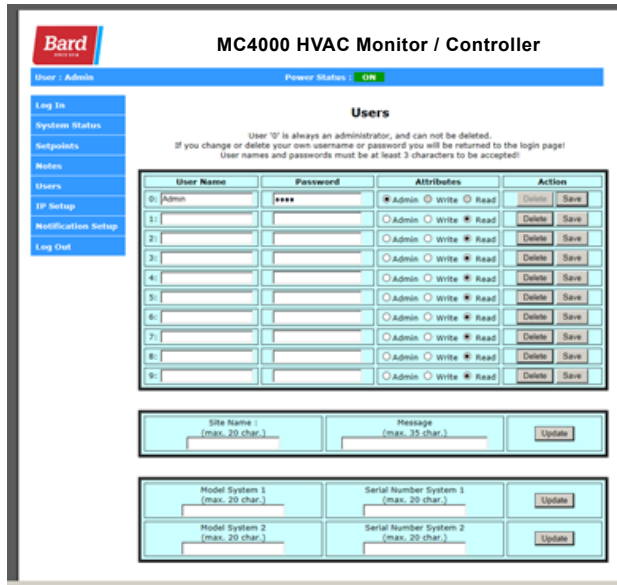 Bard
MC4000 HVAC Monitor / Controller
User : Admin
Power Status : ON
Log In
System Status
Setpoints
Notes
Users
IP Setup
Notification Setup
Log Out
Users
User '0' is always an administrator, and can not be deleted.
If you change or delete your own username or password you will be returned to the login page!
User names and passwords must be at least 3 characters to be accepted!
User Name Password Attributes Action
0: Admin •••• Admin Write Read Delete Save
1: Admin Write Read Delete Save
2: Admin Write Read Delete Save
3: Admin Write Read Delete Save
4: Admin Write Read Delete Save
5: Admin Write Read Delete Save
6: Admin Write Read Delete Save
7: Admin Write Read Delete Save
8: Admin Write Read Delete Save
9: Admin Write Read Delete Save
Site Name :
(max. 20 char.)
Message
(max. 35 char.)
Update
Model System 1
(max. 20 char.)
Serial Number System 1
(max. 20 char.)
Update
Model System 2
(max. 20 char.)
Serial Number System 2
(max. 20 char.)
Update